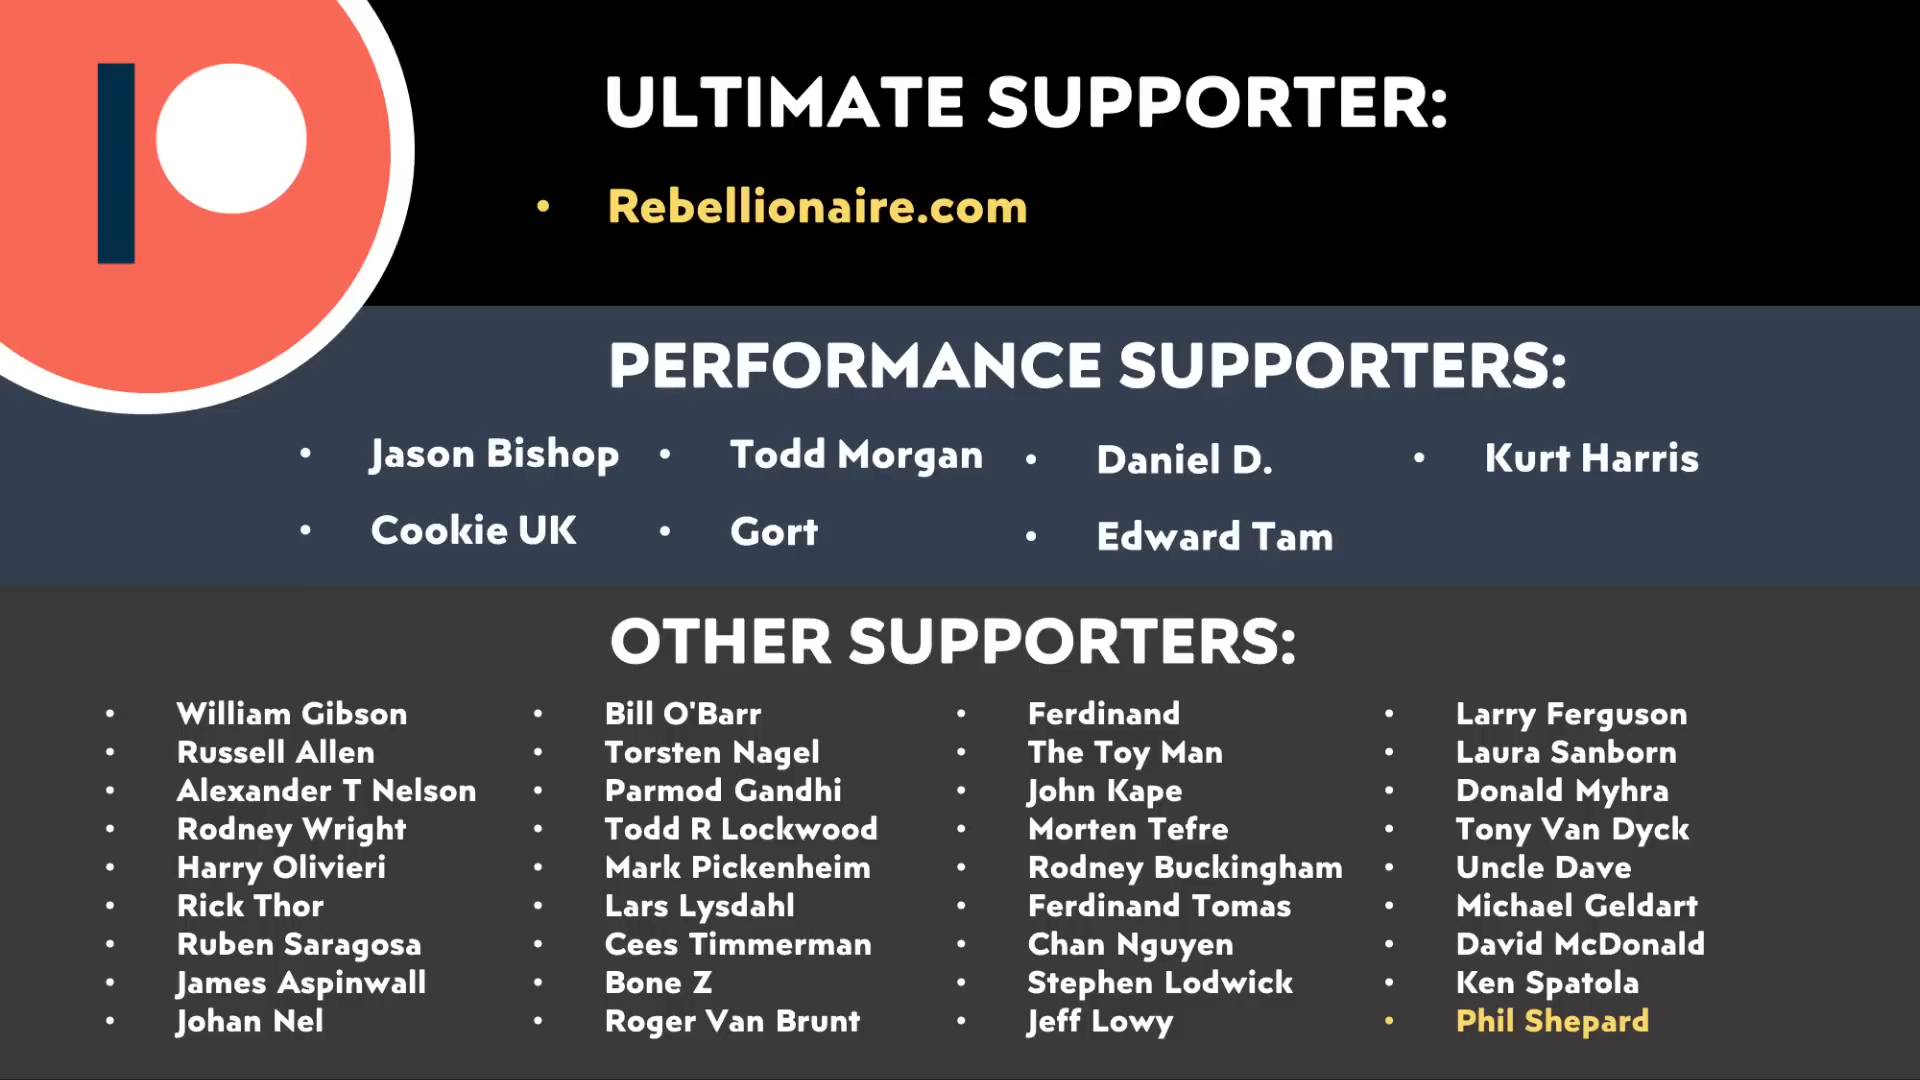 ULTIMATE SUPPORTER:
• Rebellionaire.com
PERFORMANCE SUPPORTERS:
• Jason Bishop • Todd Morgan • Daniel D. • Kurt Harris
• Cookie UK • Gort • Edward Tam
OTHER SUPPORTERS:
• William Gibson • Bill O'Barr • Ferdinand • Larry Ferguson
• Russell Allen • Torsten Nagel • The Toy Man • Laura Sanborn
• Alexander T Nelson • Parmod Gandhi • John Kape • Donald Myhra
• Rodney Wright • Todd R Lockwood • Morten Tefre • Tony Van Dyck
• Harry Olivieri • Mark Pickenheim • Rodney Buckingham • Uncle Dave
• Rick Thor • Lars Lysdahl • Ferdinand Tomas • Michael Geldart
• Ruben Saragosa • Cees Timmerman • Chan Nguyen • David McDonald
• James Aspinwall • Bone Z • Stephen Lodwick • Ken Spatola
• Johan Nel • Roger Van Brunt • Jeff Lowy • Phil Shepard